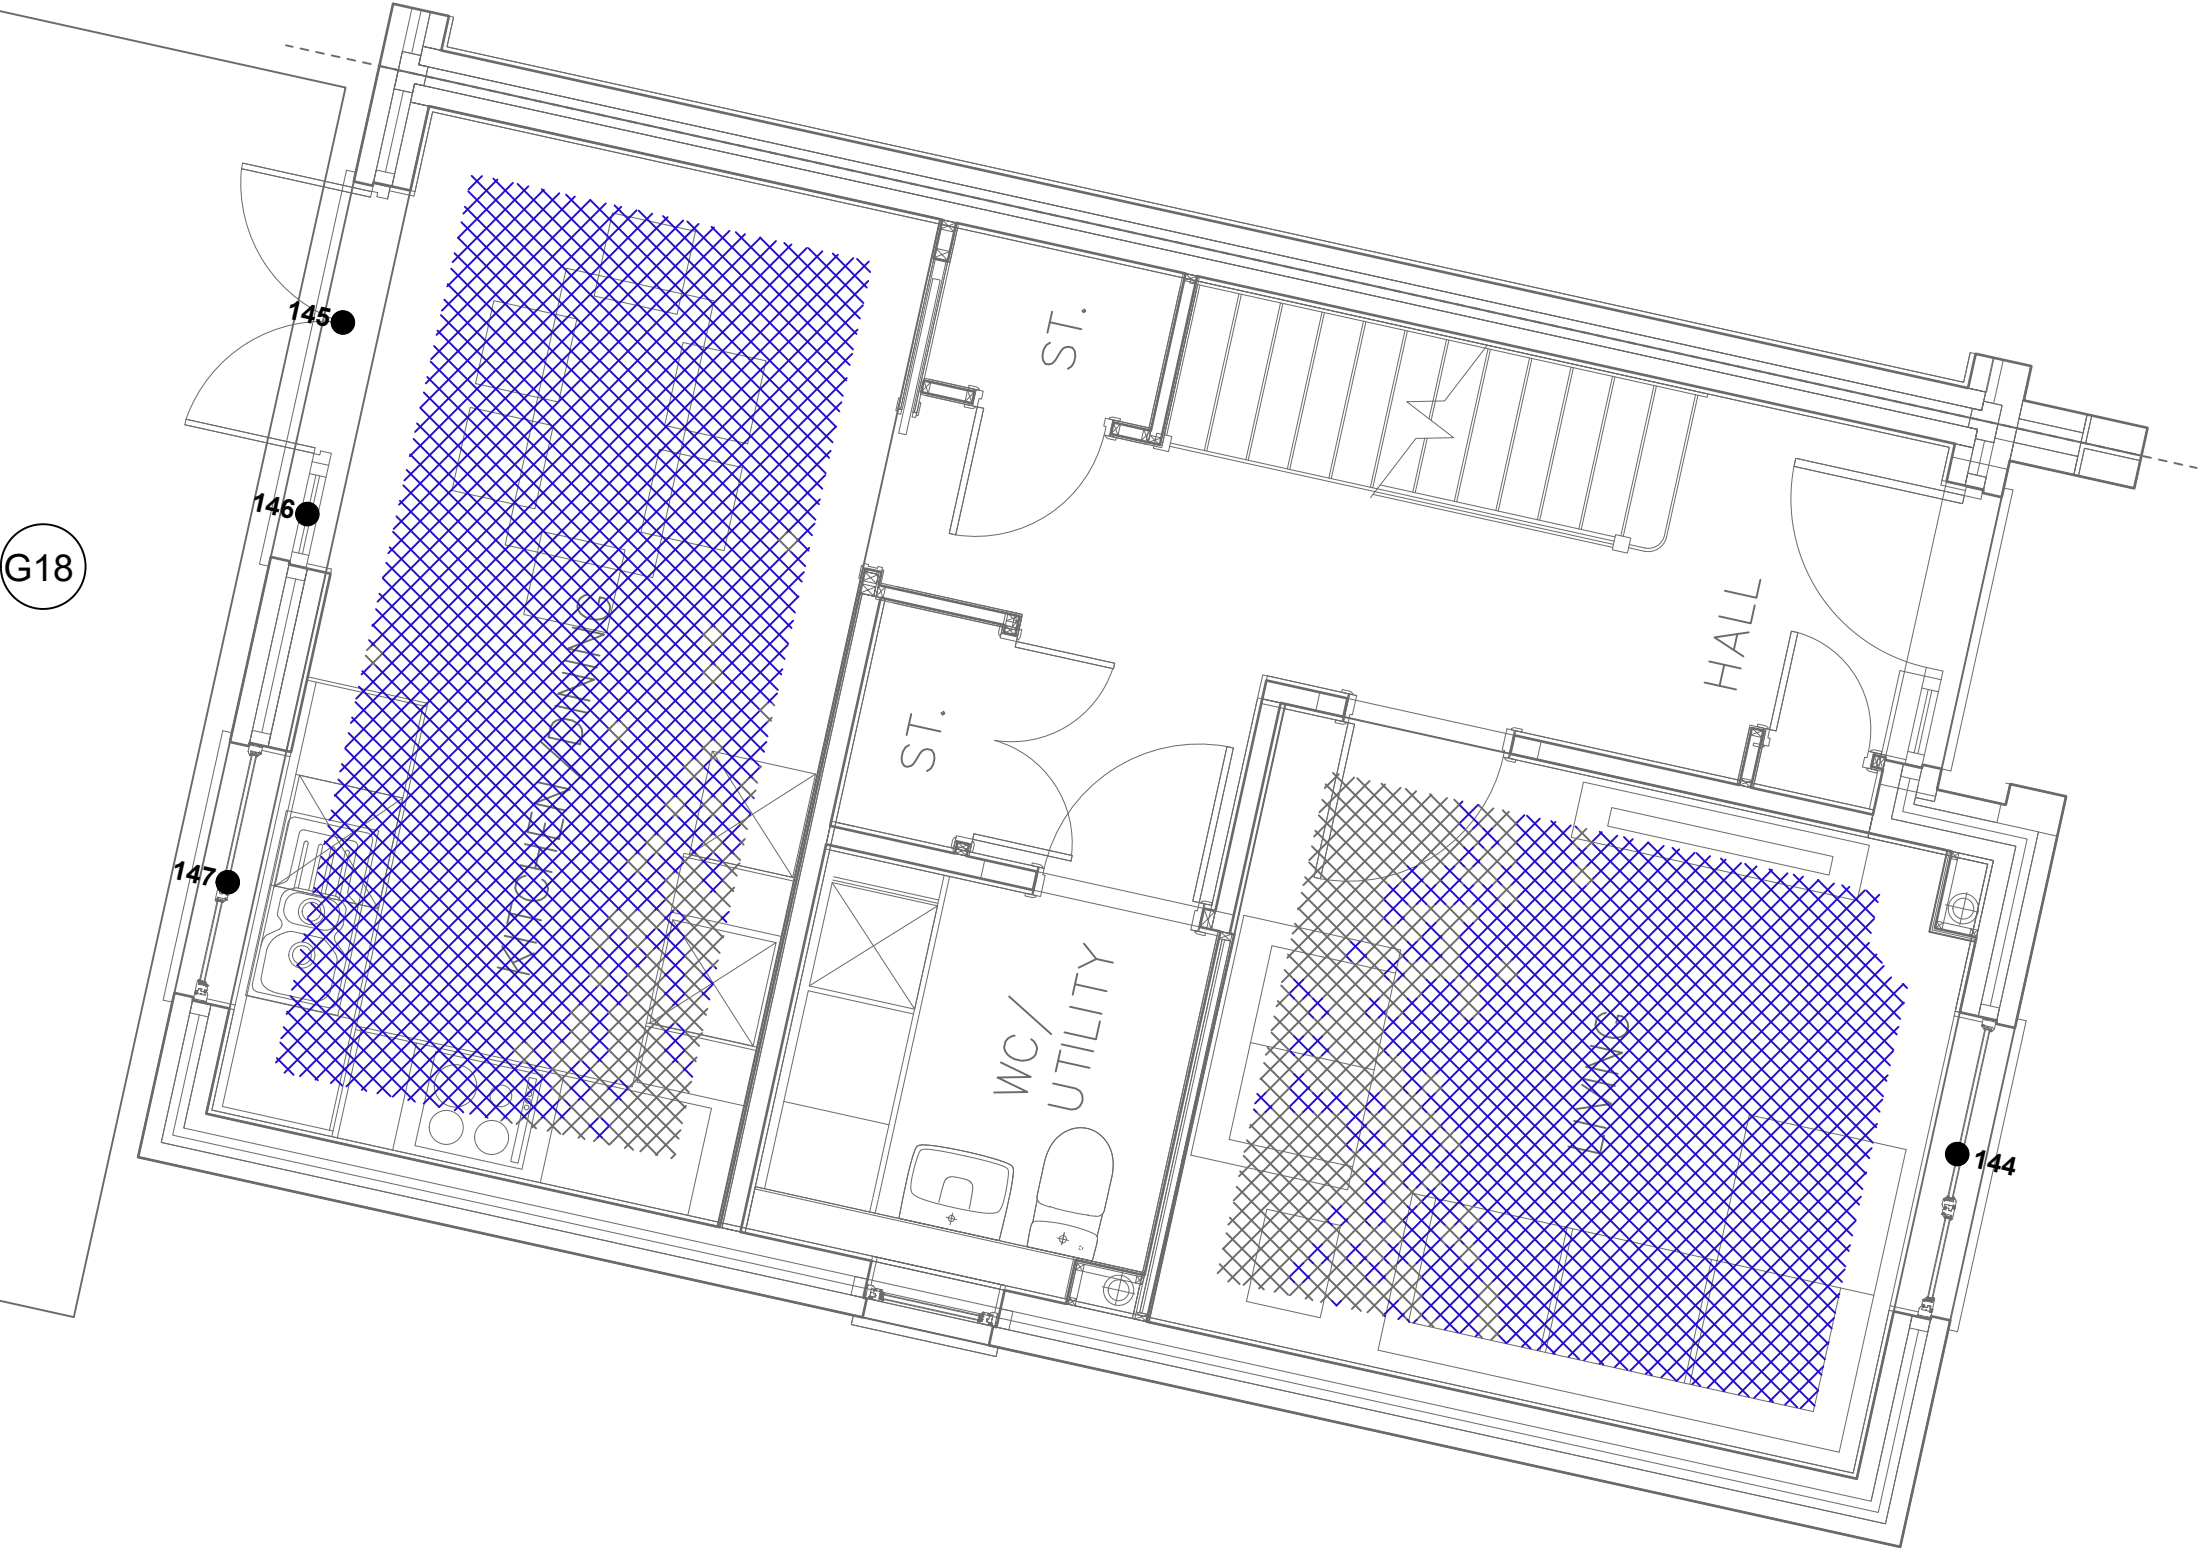 145
ST.
146
G18
HALL
KITCHEN/DINING
ST.
147
WC/
UTILITY
LIVING
144